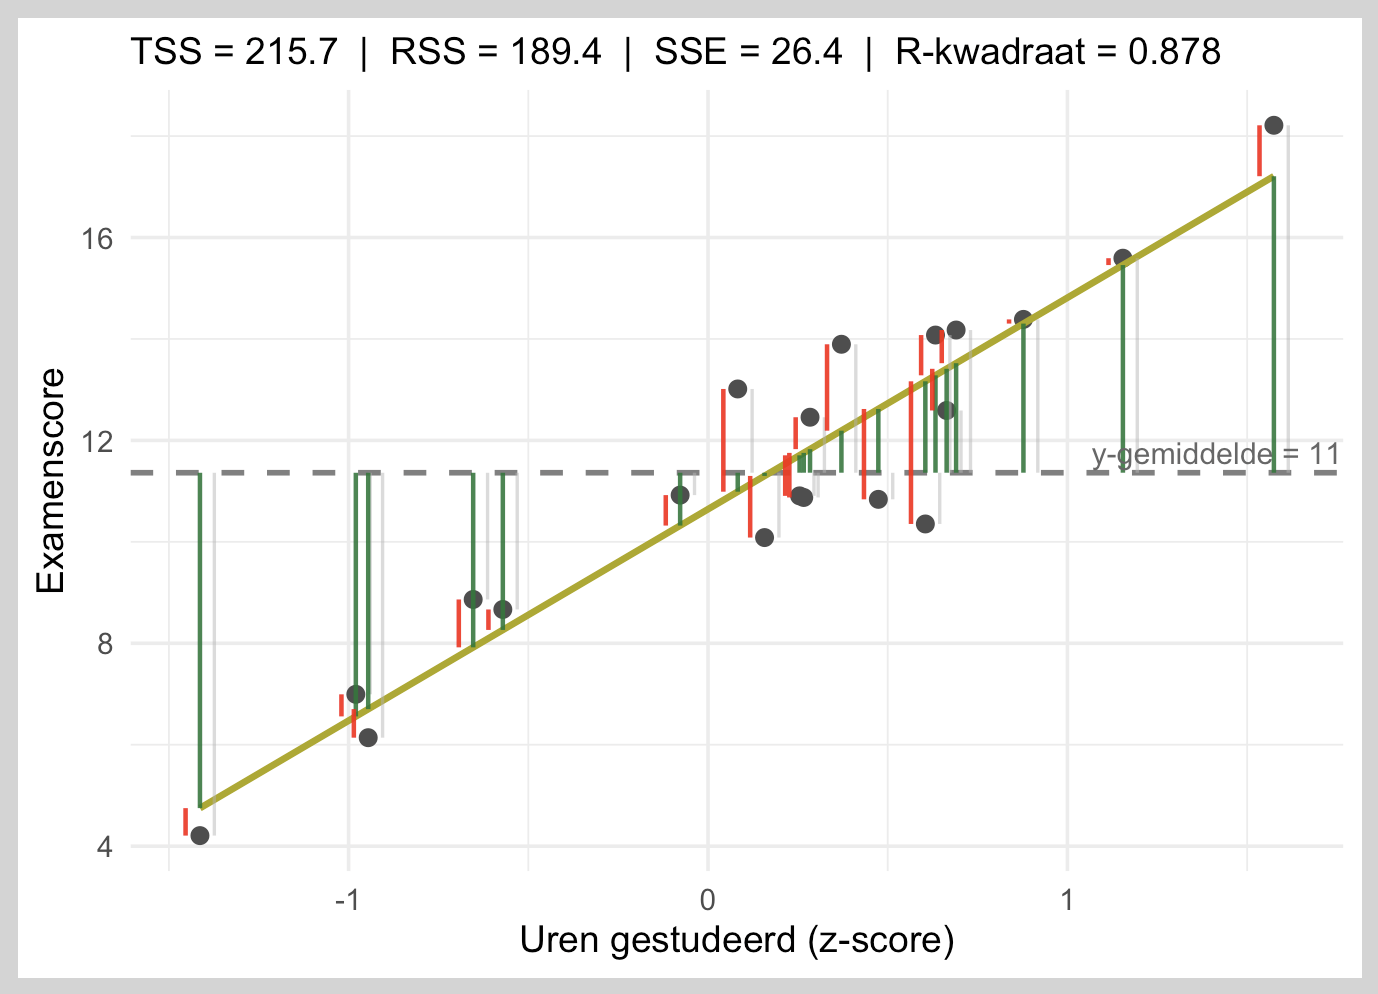 TSS = 215.7 | RSS = 189.4 | SSE = 26.4 | R-kwadraat = 0.878
16
12
8
4
y-gemiddelde = 11
Examenscore
-1
0
1
Uren gestudeerd (z-score)